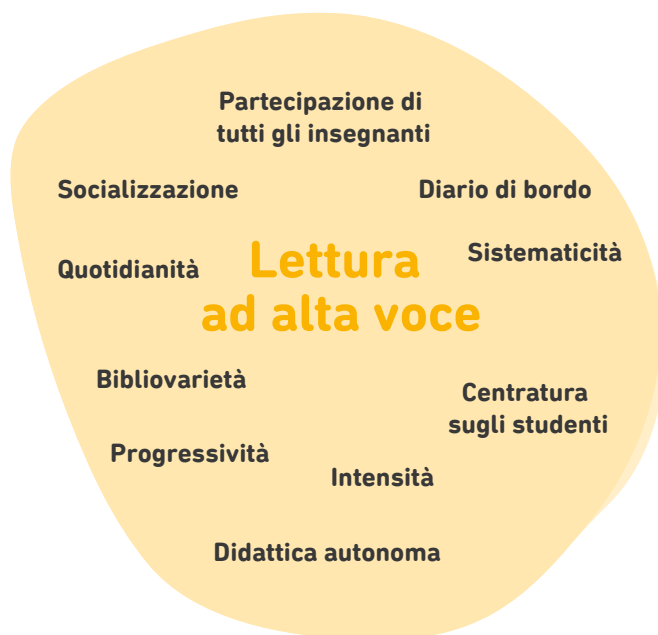 Partecipazione di
tutti gli insegnanti
Socializzazione
Diario di bordo
Sistematicità
Quotidianità
Lettura
ad alta voce
Bibliovarietà
Centratura
sugli studenti
Progressività
Intensità
Didattica autonoma